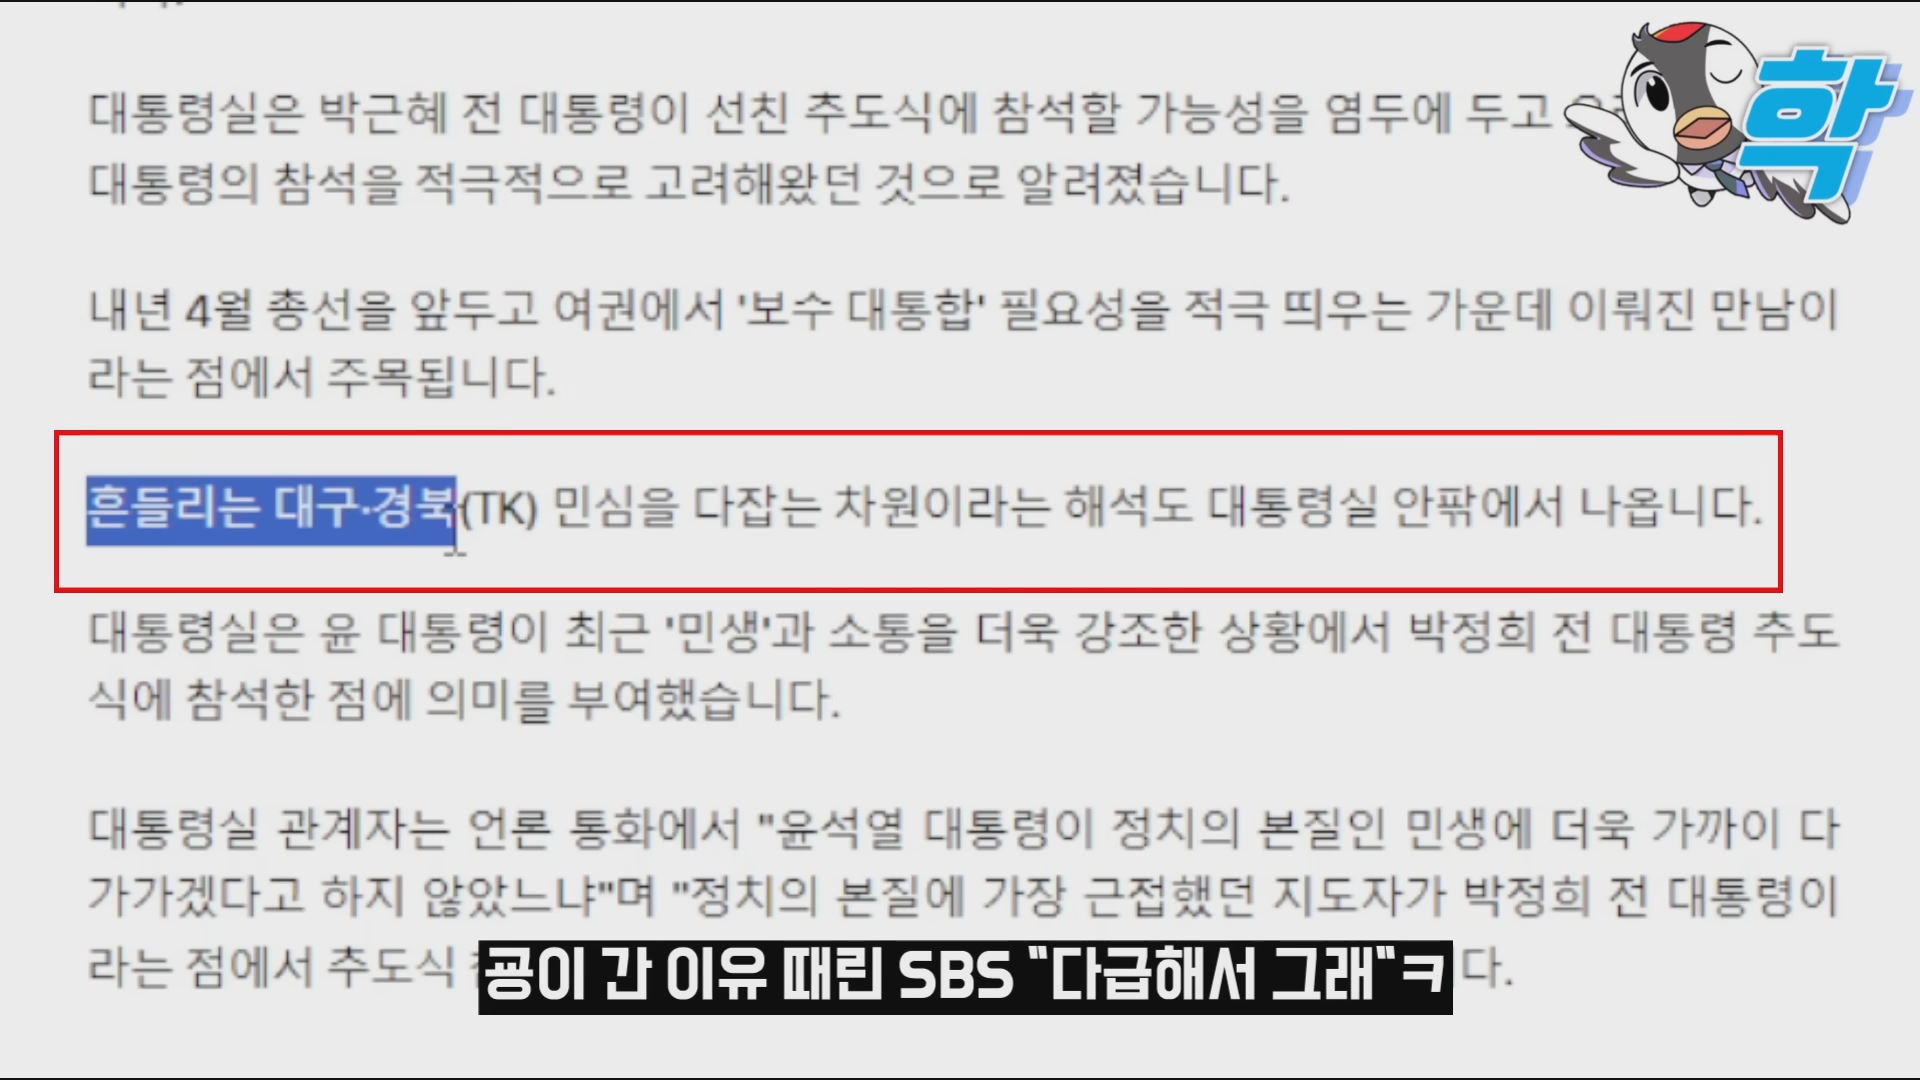 대통령실은 박근혜 전 대통령이 선친 추도식에 참석할 가능성을 염두에 두고
대통령의 참석을 적극적으로 고려해왔던 것으로 알려졌습니다.
학
내년 4월 총선을 앞두고 여권에서 '보수 대통합' 필요성을 적극 띄우는 가운데 이뤄진 만남이
라는 점에서 주목됩니다.
흔들리는 대구·경북(TK) 민심을 다잡는 차원이라는 해석도 대통령실 안팎에서 나옵니다.
대통령실은 윤 대통령이 최근 '민생'과 소통을 더욱 강조한 상황에서 박정희 전 대통령 추도
식에 참석한 점에 의미를 부여했습니다.
대통령실 관계자는 언론 통화에서 "윤석열 대통령이 정치의 본질인 민생에 더욱 가까이 다
가가겠다고 하지 않았느냐"며 "정치의 본질에 가장 근접했던 지도자가 박정희 전 대통령이
라는 점에서 추도식 다.
굥이 간 이유 때린 SBS "다급해서 그래"ㅋ